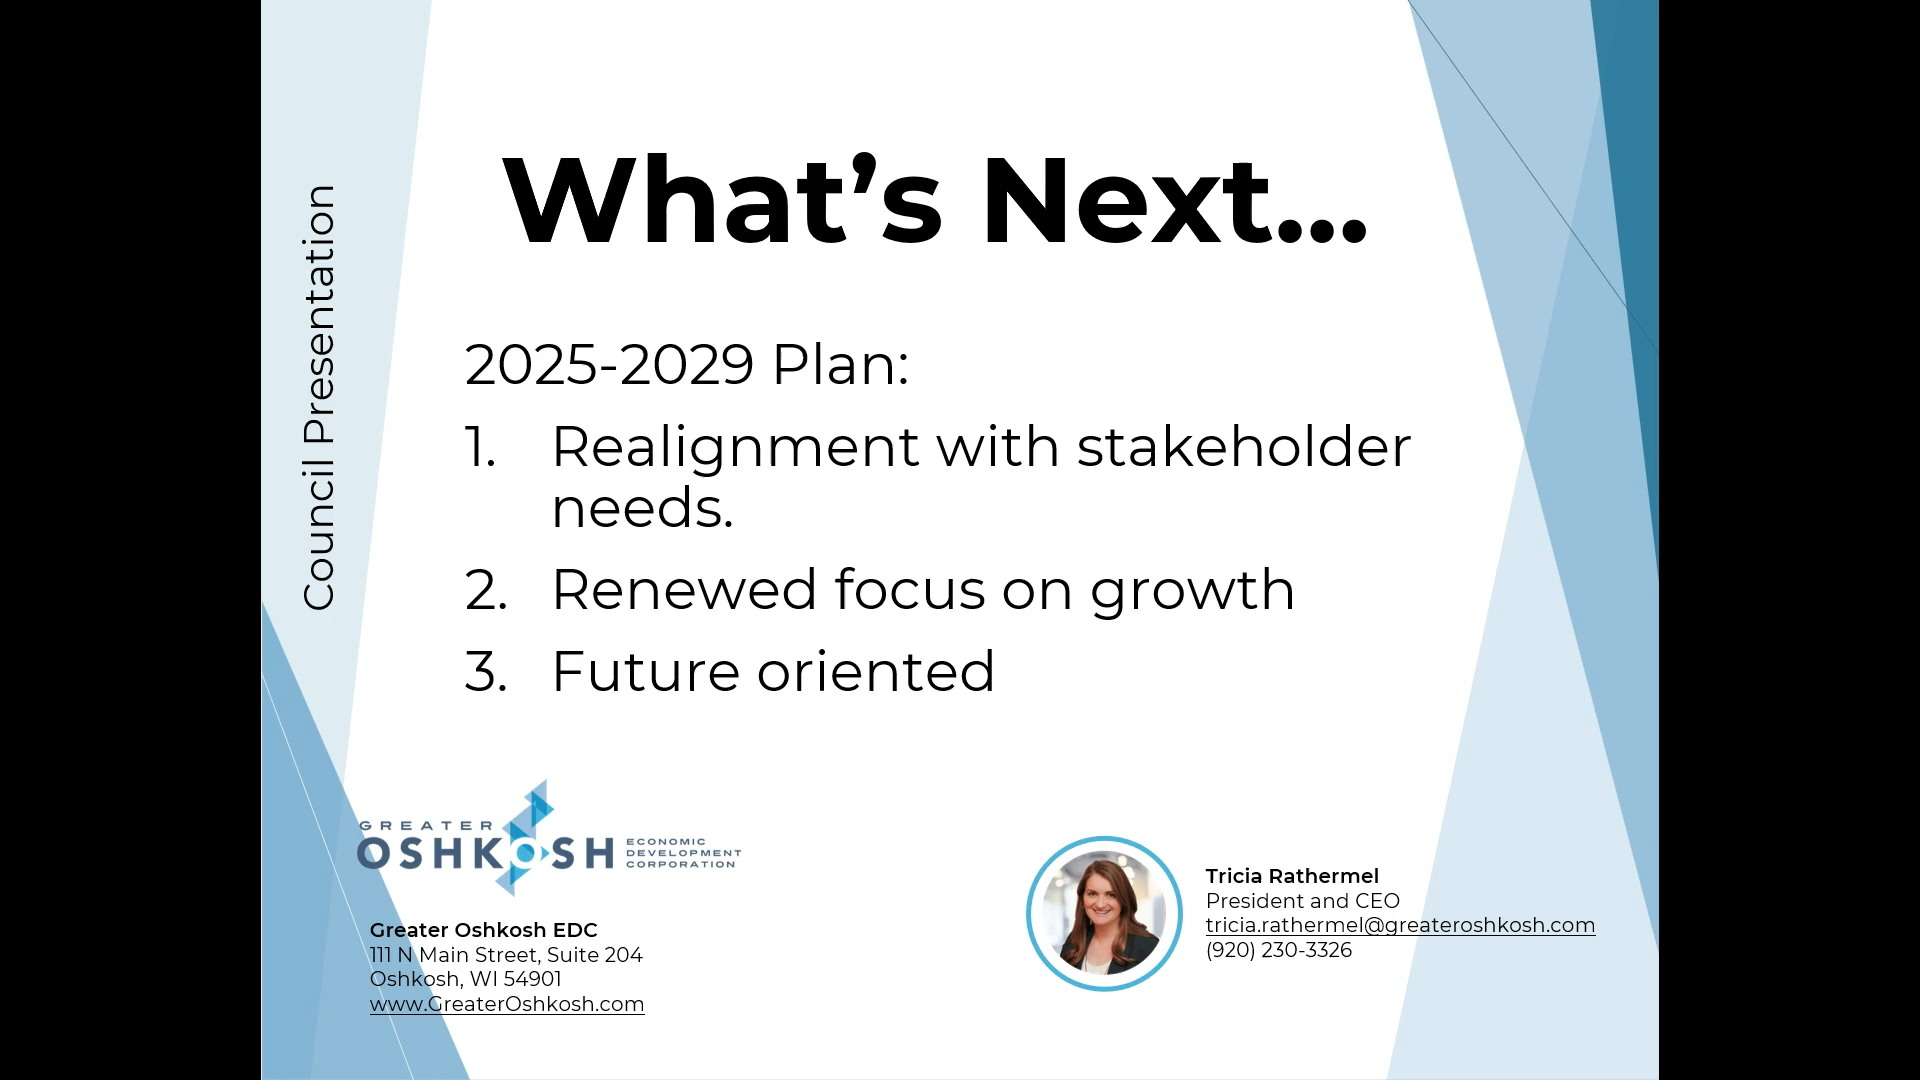 Council Presentation
What’s Next...
2025-2029 Plan:
1. Realignment with stakeholder
needs.
2. Renewed focus on growth
3. Future oriented
GREATER
OSHKOSH
ECONOMIC
DEVELOPMENT
CORPORATION
Greater Oshkosh EDC
111 N Main Street, Suite 204
Oshkosh, WI 54901
www.GreaterOshkosh.com
Tricia Rathermel
President and CEO
tricia.rathermel@greateroshkosh.com
(920) 230-3326